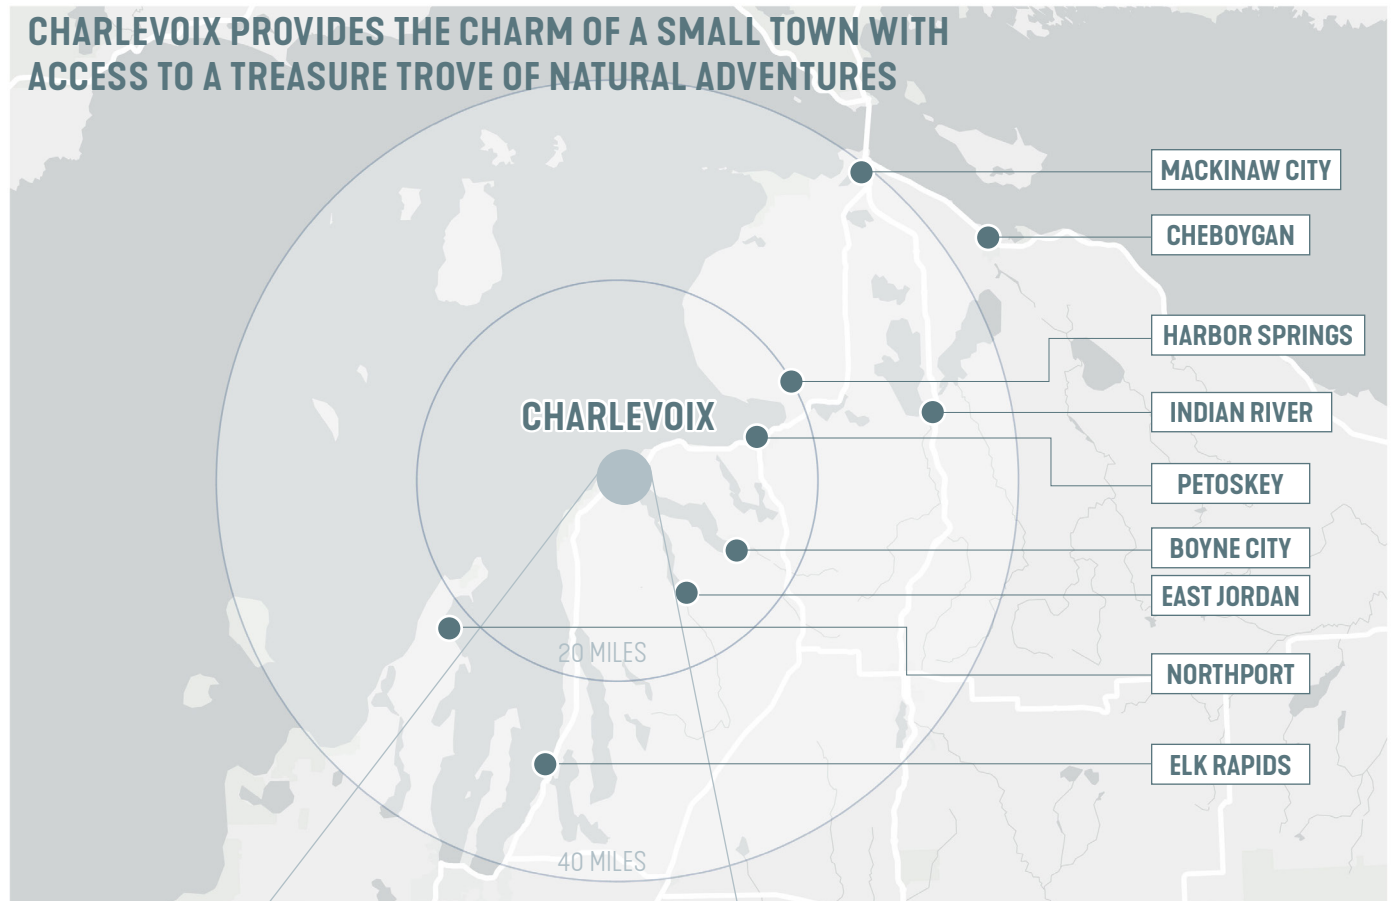 CHARLEVOIX PROVIDES THE CHARM OF A SMALL TOWN WITH
ACCESS TO A TREASURE TROVE OF NATURAL ADVENTURES
MACKINAW CITY
CHEBOYGAN
HARBOR SPRINGS
CHARLEVOIX
INDIAN RIVER
PETOSKEY
BOYNE CITY
EAST JORDAN
20 MILES
NORTHPORT
ELK RAPIDS
40 MILES